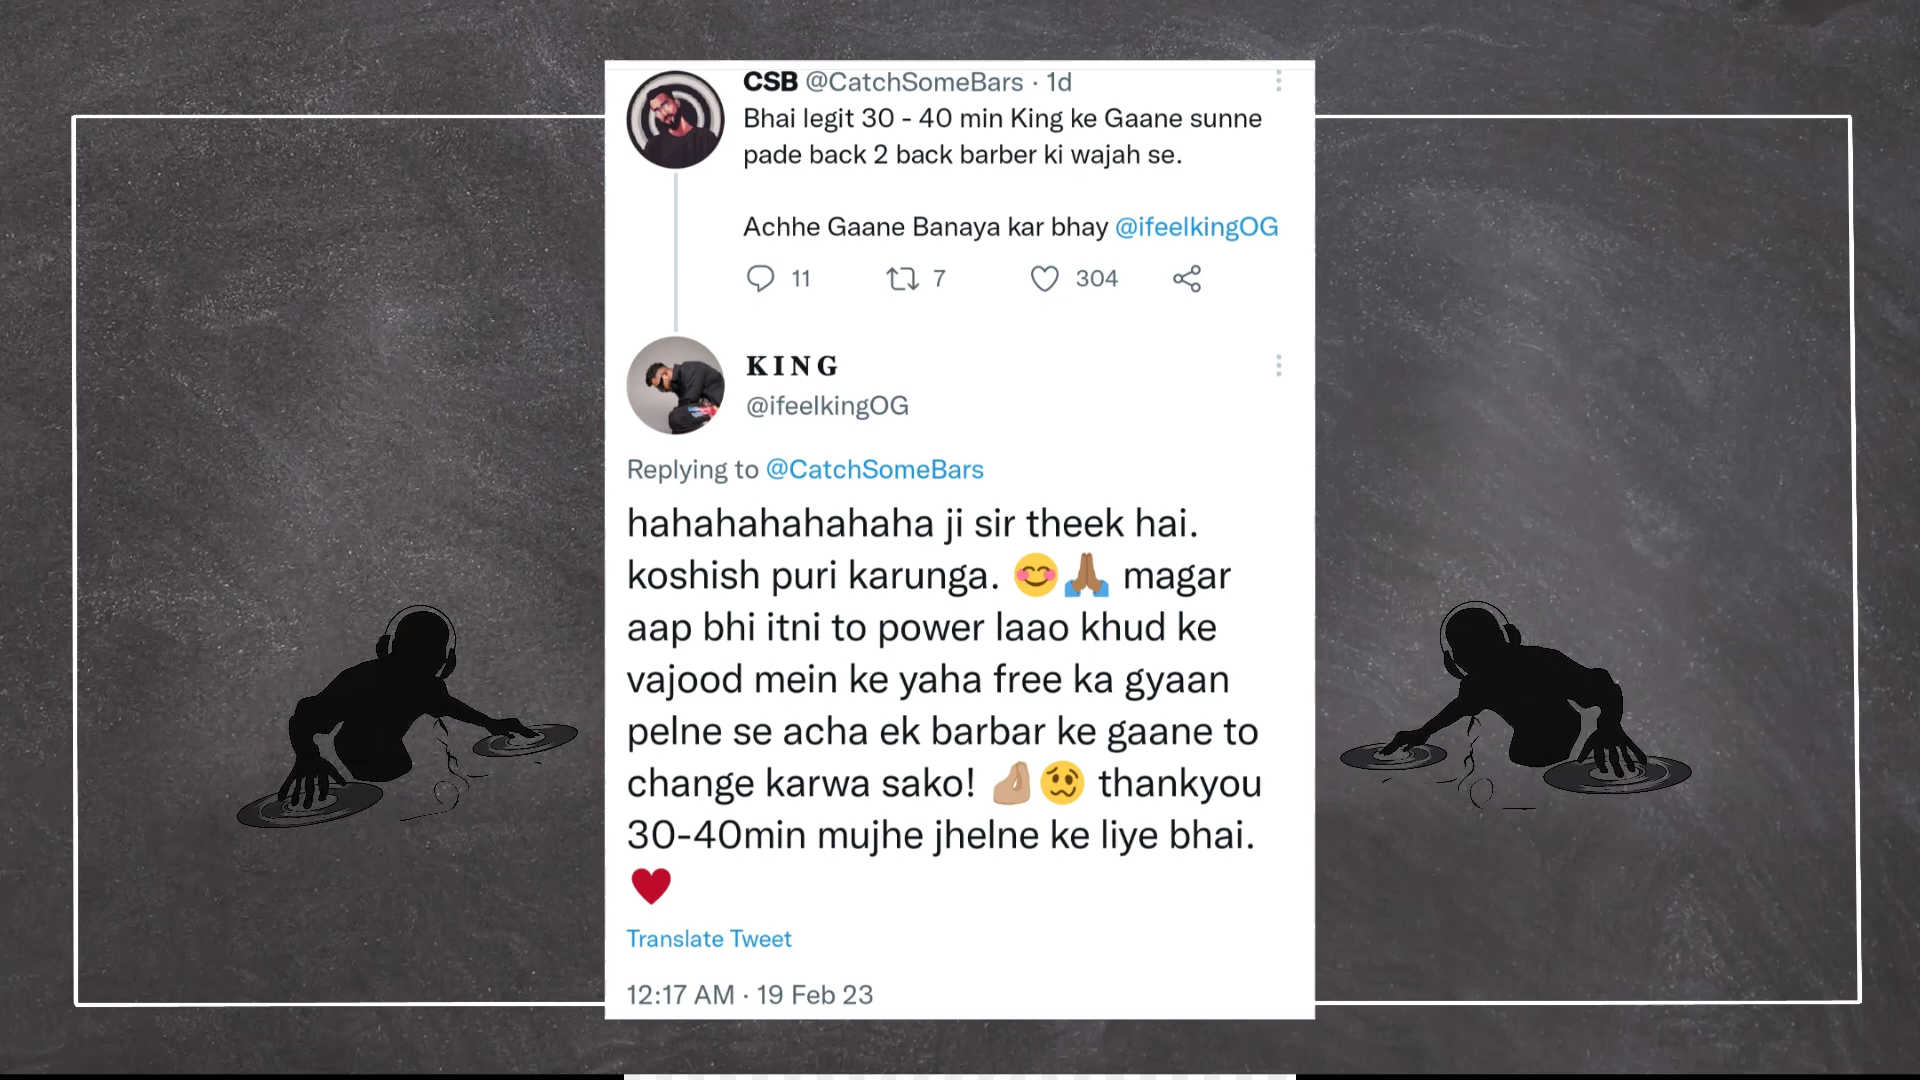 CSB @CatchSomeBars · 1d
Bhai legit 30 - 40 min King ke Gaane sunne
pade back 2 back barber ki wajah se.
Achhe Gaane Banaya kar bhay @ifeelkingOG
11 7 304
KING
@ifeelkingOG
Replying to @CatchSomeBars
hahahahahahaha ji sir theek hai.
koshish puri karunga. 😊🙏🏽 magar
aap bhi itni to power laao khud ke
vajood mein ke yaha free ka gyaan
pelne se acha ek barbar ke gaane to
change karwa sako! 🤌🏼🥴 thankyou
30-40min mujhe jhelne ke liye bhai.
❤️
Translate Tweet
12:17 AM · 19 Feb 23